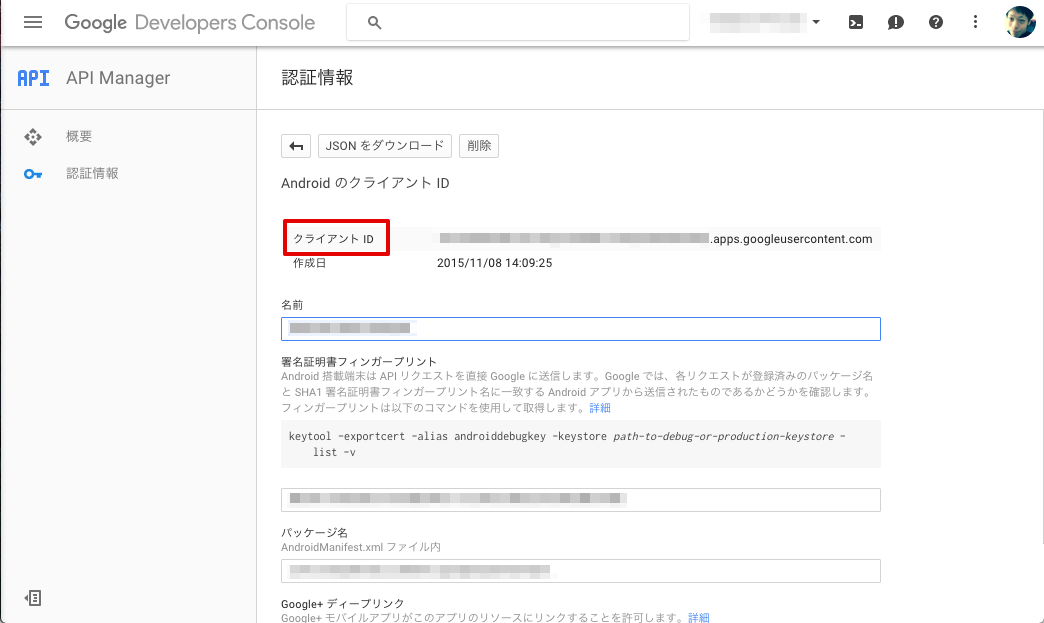 Google Developers Console
API API Manager
認証情報
概要
認証情報
JSON をダウンロード 削除
Android のクライアント ID
クライアント ID .apps.googleusercontent.com
作成日 2015/11/08 14:09:25
名前
署名証明書フィンガープリント
Android 搭載端末は API リクエストを直接 Google に送信します。Google では、各リクエストが登録済みのパッケージ名
と SHA1 署名証明書フィンガープリント名に一致する Android アプリから送信されたものであるかどうかを確認します。
フィンガープリントは以下のコマンドを使用して取得します。詳細
keytool -exportcert -alias androiddebugkey -keystore path-to-debug-or-production-keystore -
list -v
パッケージ名
AndroidManifest.xml ファイル内
Google+ ディープリンク
Google+ モバイルアプリがこのアプリのリソースにリンクすることを許可します。詳細